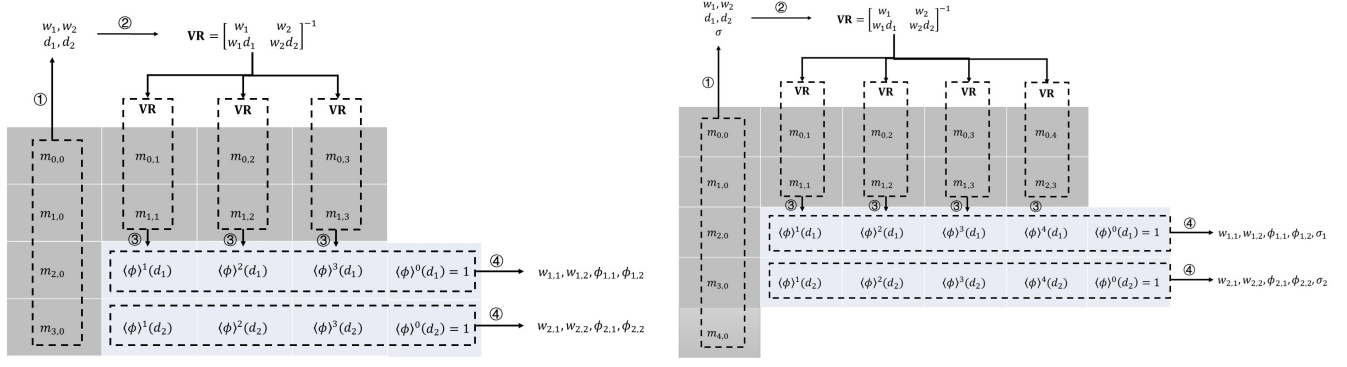 w₁, w₂
d₁, d₂
②
VR = [w₁ w₂
w₁d₁ w₂d₂]⁻¹
①
VR VR VR
m₀,₀ m₀,₁ m₀,₂ m₀,₃
m₁,₀ m₁,₁ m₁,₂ m₁,₃
③ ③ ③
m₂,₀ ⟨ϕ⟩¹(d₁) ⟨ϕ⟩²(d₁) ⟨ϕ⟩³(d₁) ⟨ϕ⟩⁰(d₁) = 1 ④ w₁,₁, w₁,₂, ϕ₁,₁, ϕ₁,₂
m₃,₀ ⟨ϕ⟩¹(d₂) ⟨ϕ⟩²(d₂) ⟨ϕ⟩³(d₂) ⟨ϕ⟩⁰(d₂) = 1 ④ w₂,₁, w₂,₂, ϕ₂,₁, ϕ₂,₂
w₁, w₂
d₁, d₂
σ
②
VR = [w₁ w₂
w₁d₁ w₂d₂]⁻¹
①
VR VR VR VR
m₀,₀ m₀,₁ m₀,₂ m₀,₃ m₀,₄
m₁,₀ m₁,₁ m₁,₂ m₁,₃ m₂,₃
③ ③ ③ ③
m₂,₀ ⟨ϕ⟩¹(d₁) ⟨ϕ⟩²(d₁) ⟨ϕ⟩³(d₁) ⟨ϕ⟩⁴(d₁) ⟨ϕ⟩⁰(d₁) = 1 ④ w₁,₁, w₁,₂, ϕ₁,₁, ϕ₁,₂, σ₁
m₃,₀ ⟨ϕ⟩¹(d₂) ⟨ϕ⟩²(d₂) ⟨ϕ⟩³(d₂) ⟨ϕ⟩⁴(d₂) ⟨ϕ⟩⁰(d₂) = 1 ④ w₂,₁, w₂,₂, ϕ₂,₁, ϕ₂,₂, σ₂
m₄,₀